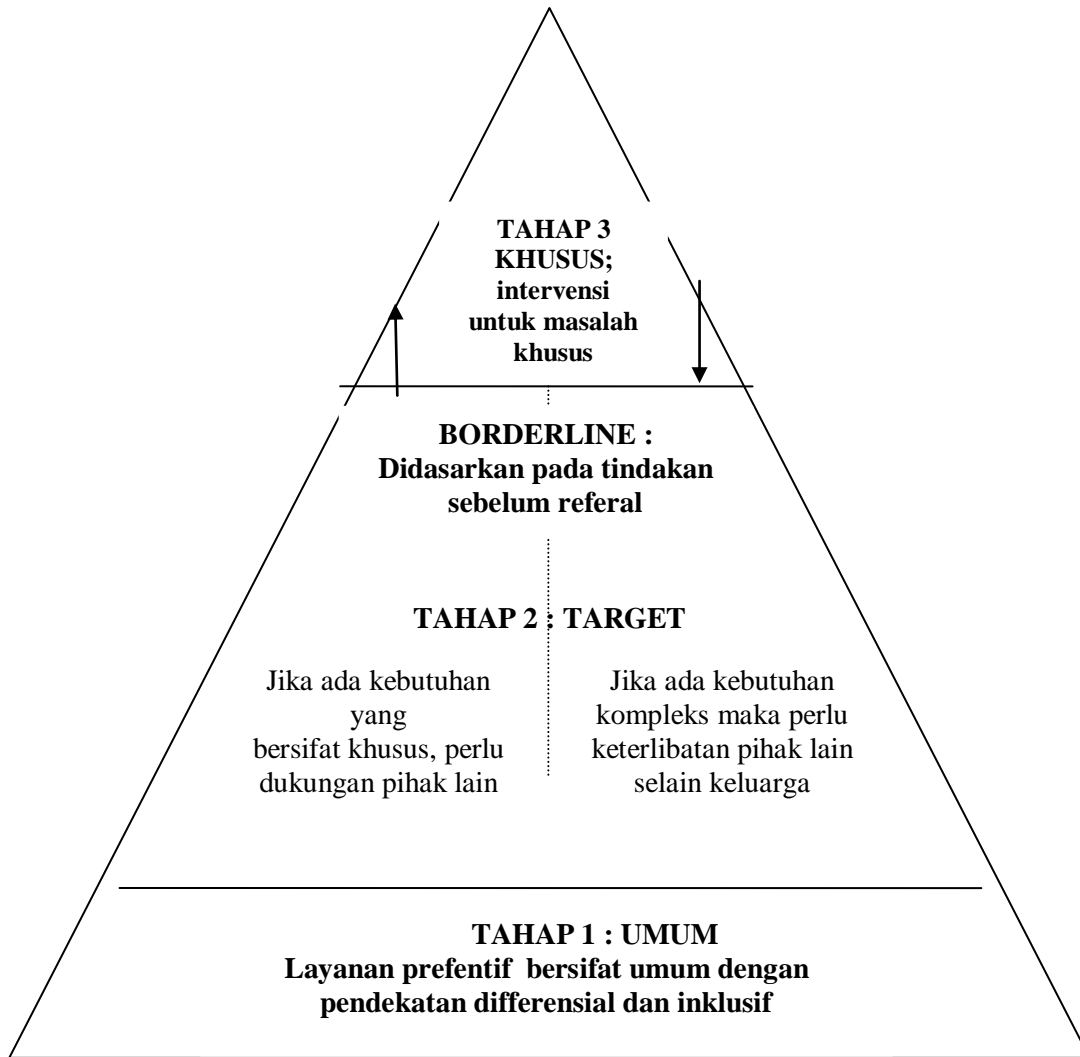 TAHAP 3
KHUSUS;
intervensi
untuk masalah
khusus
BORDERLINE :
Didasarkan pada tindakan
sebelum referal
TAHAP 2 : TARGET
Jika ada kebutuhan
yang
bersifat khusus, perlu
dukungan pihak lain
Jika ada kebutuhan
kompleks maka perlu
keterlibatan pihak lain
selain keluarga
TAHAP 1 : UMUM
Layanan prefentif bersifat umum dengan
pendekatan differensial dan inklusif